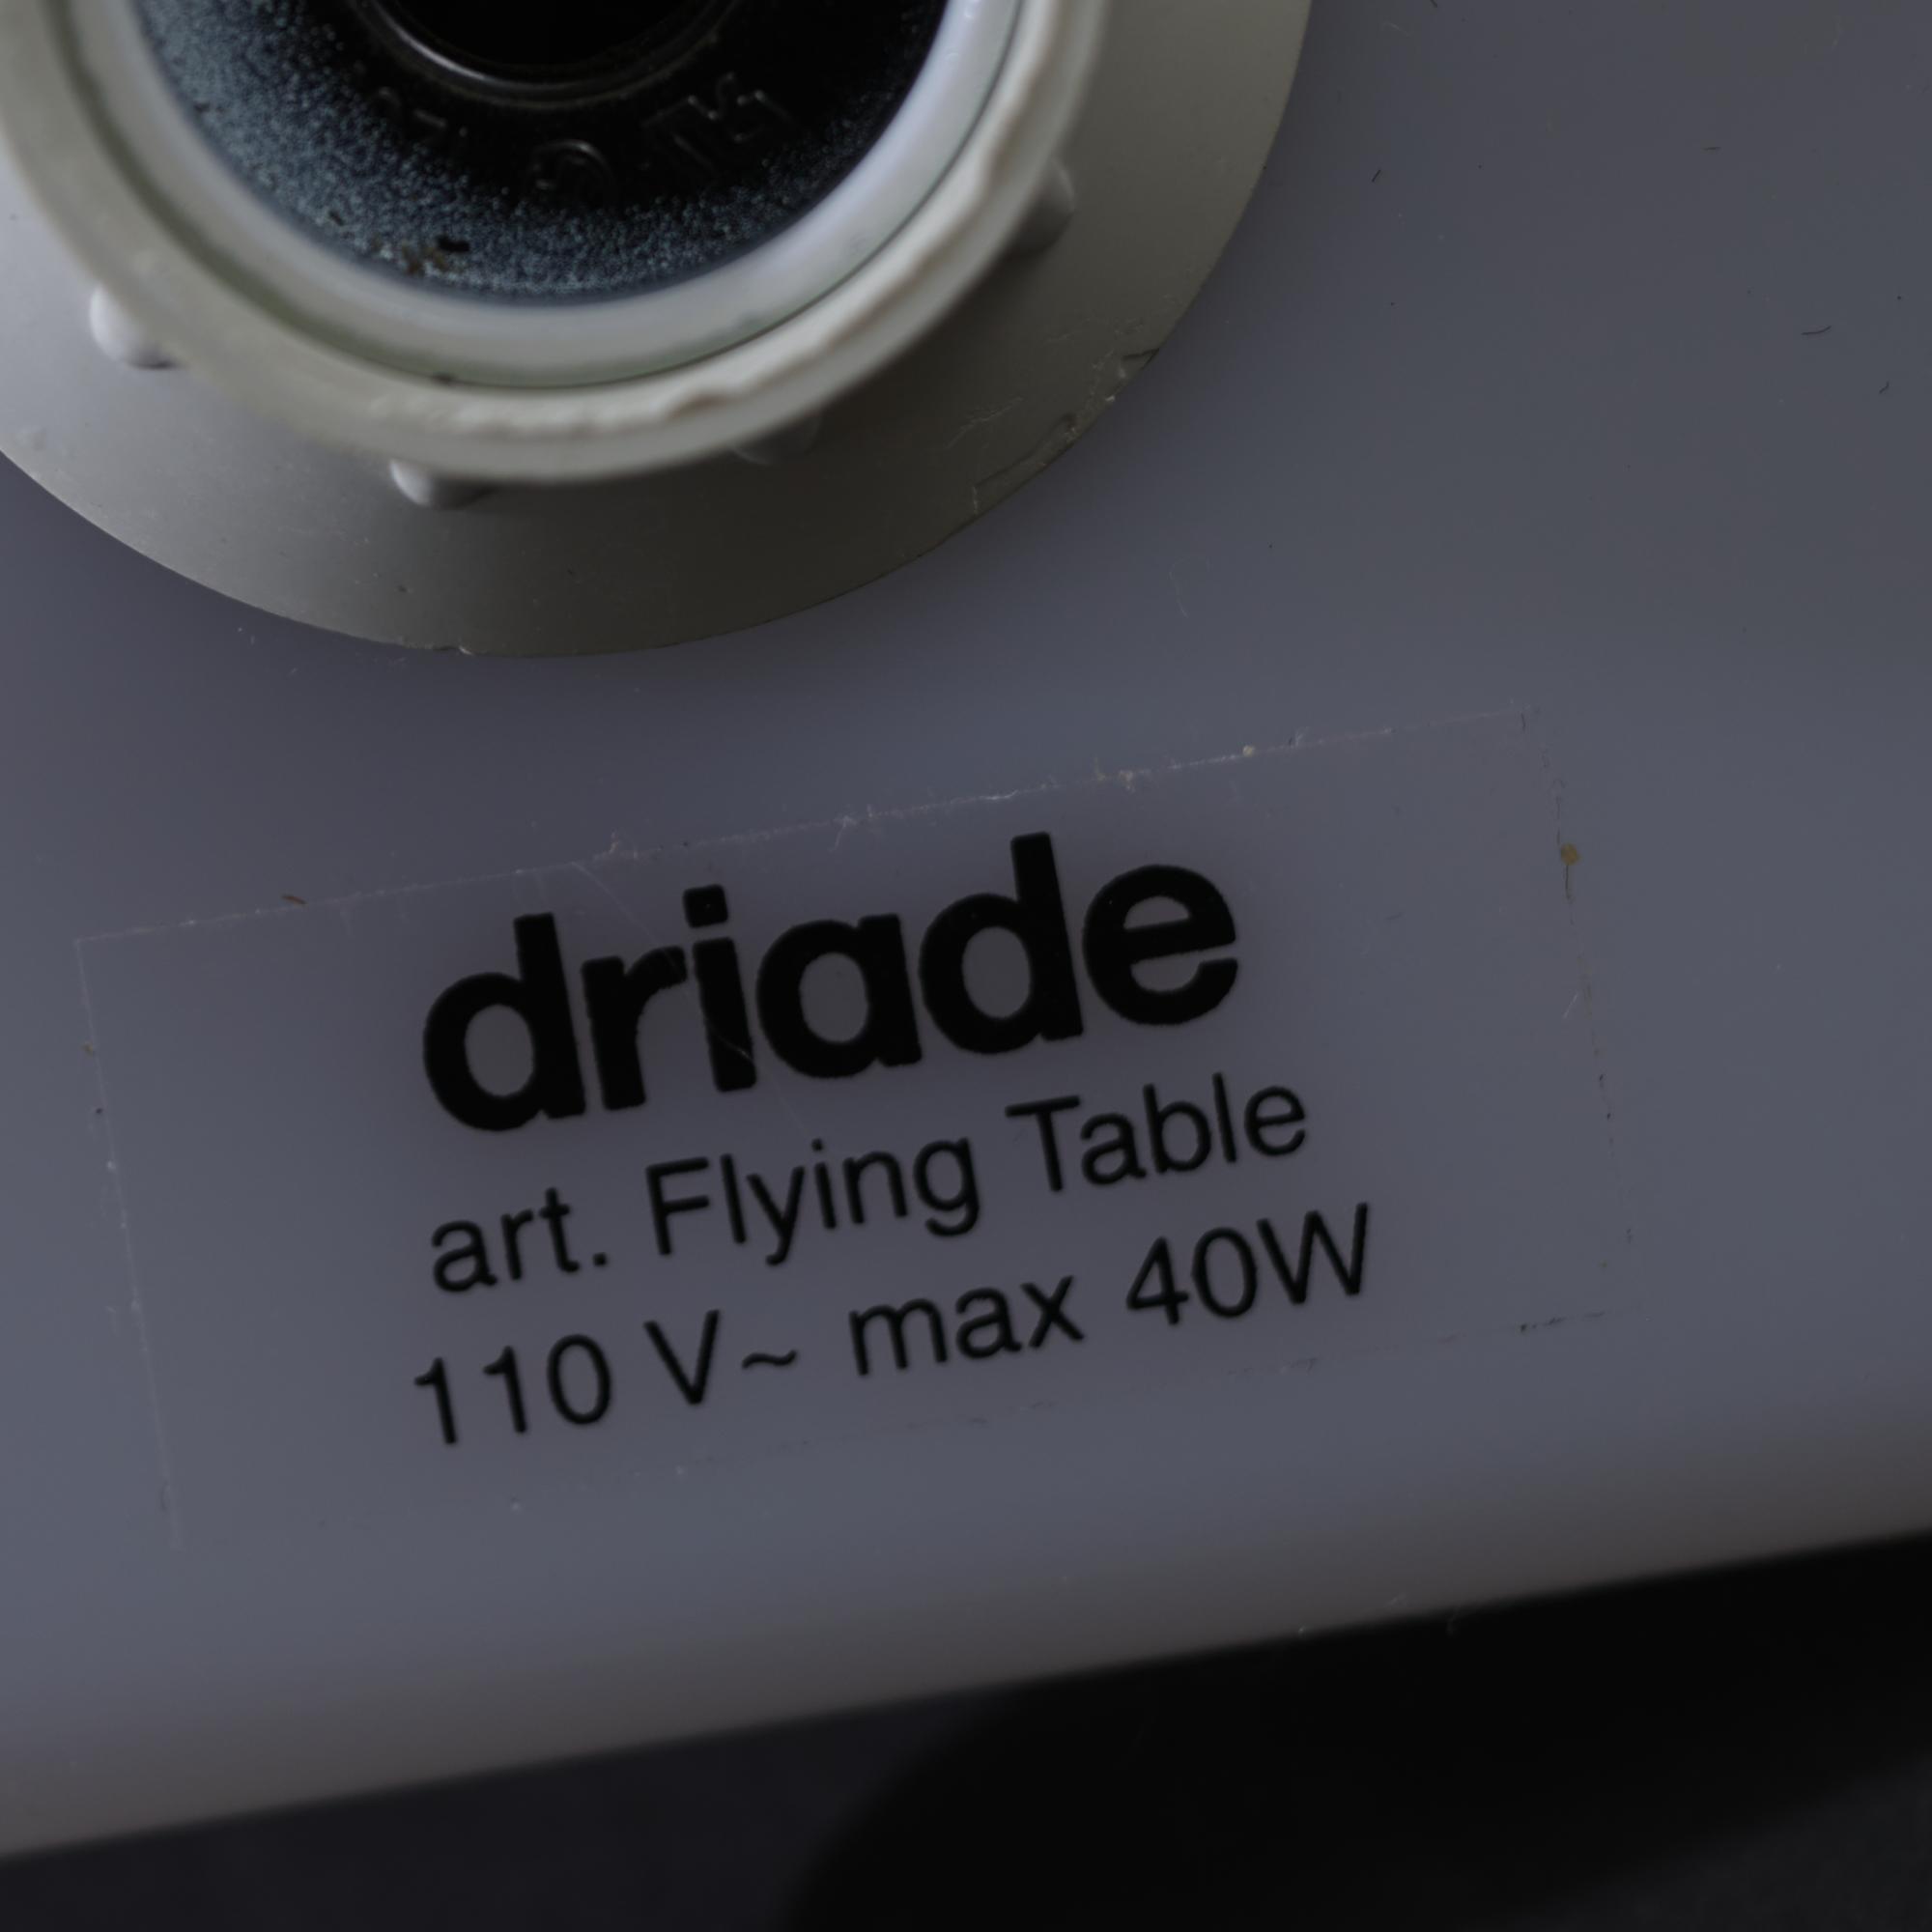 driade
art. Flying Table
110 V~ max 40W